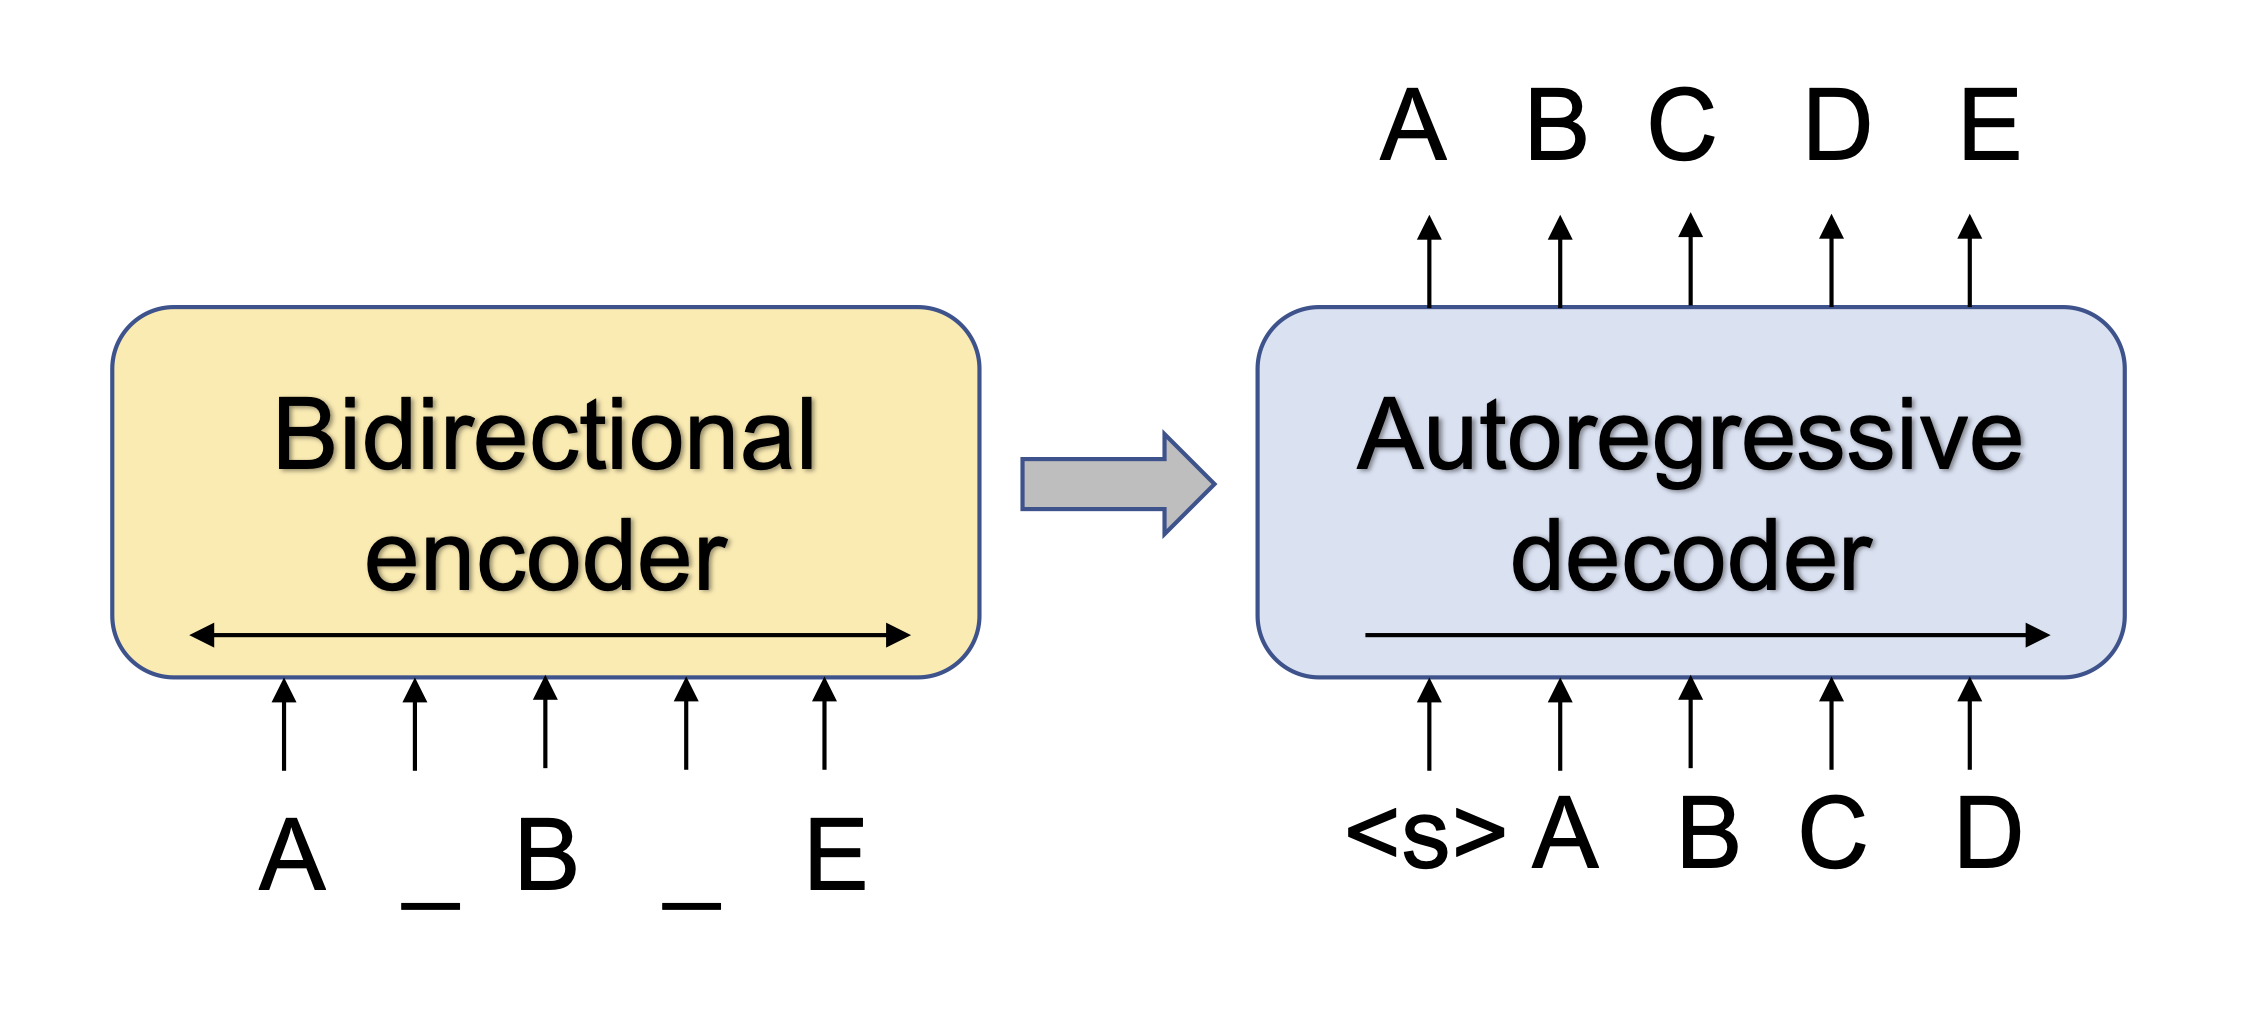 A B C D E
Bidirectional
encoder
Autoregressive
decoder
A _ B _ E
<s> A B C D